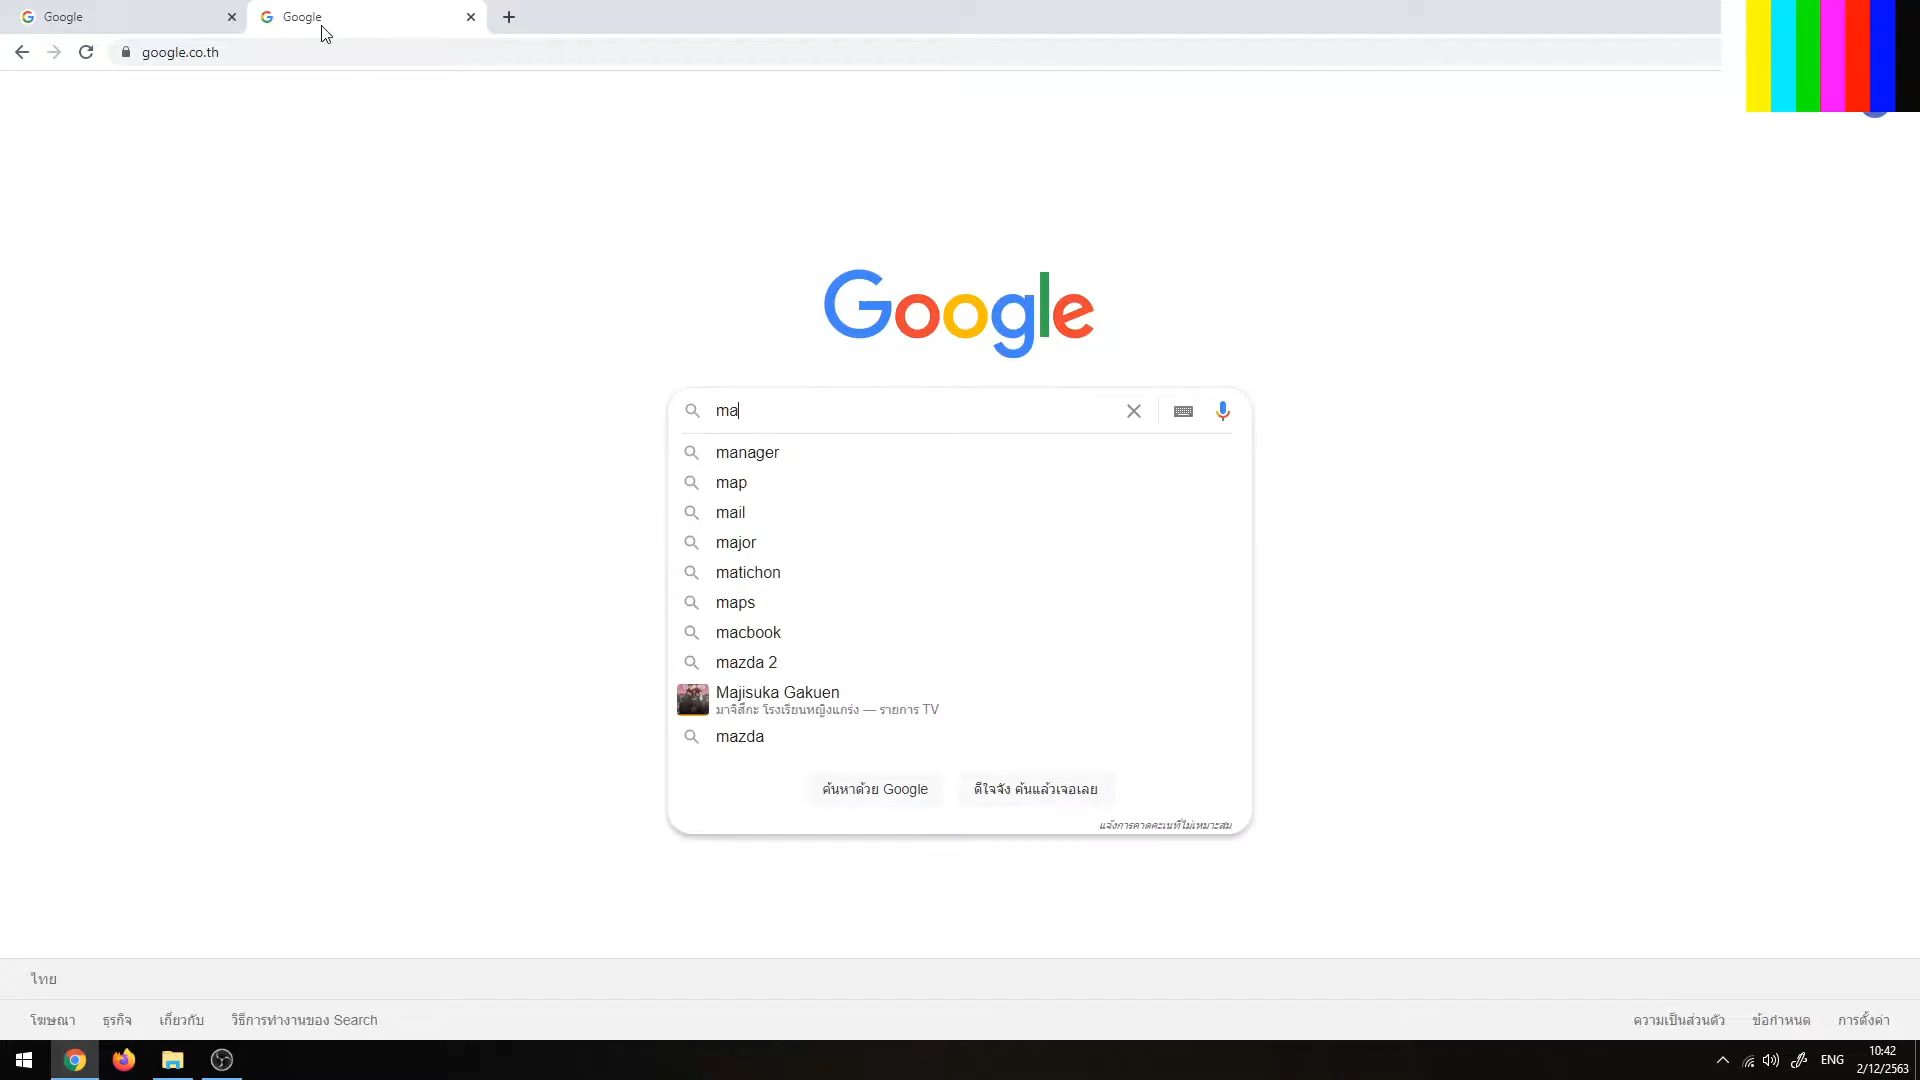 Google
Google
google.co.th
Google
ma
manager
map
mail
major
matichon
maps
macbook
mazda 2
Majisuka Gakuen
มาจิสึกะ โรงเรียนหญิงแกร่ง — รายการ TV
mazda
ค้นหาด้วย Google
ดีใจจัง ค้นแล้วเจอเลย
แจ้งการคาดคะเนที่ไม่เหมาะสม
ไทย
โฆษณา ธุรกิจ เกี่ยวกับ วิธีการทำงานของ Search
ความเป็นส่วนตัว ข้อกำหนด การตั้งค่า
ENG
10:42
2/12/2563